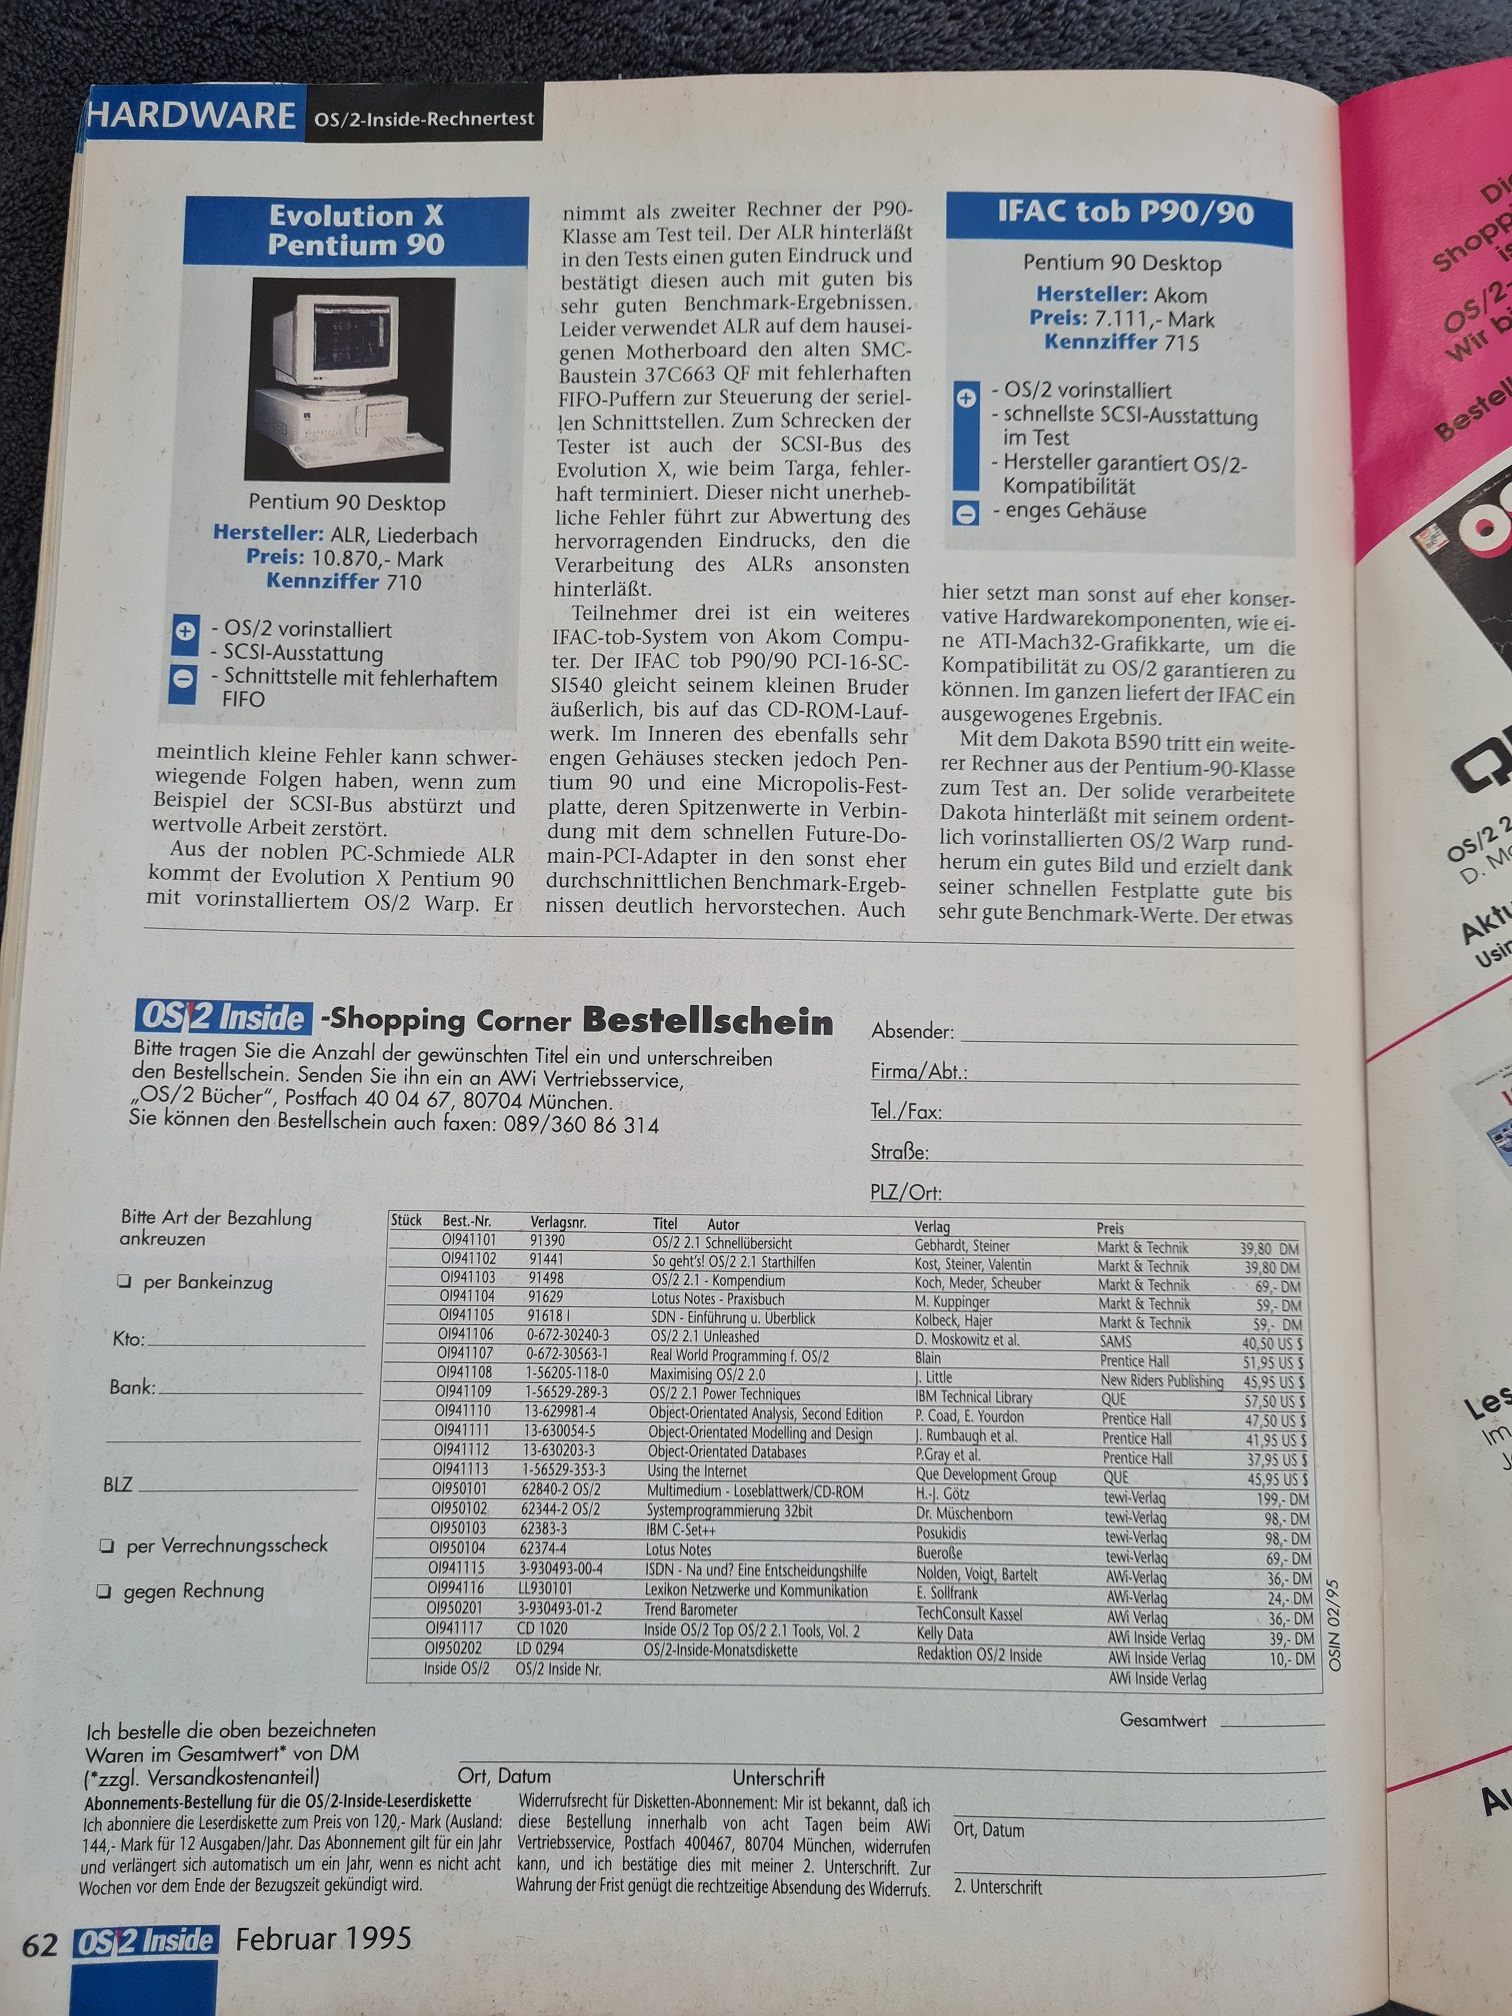 HARDWARE OS/2-Inside-Rechnertest
Evolution X
Pentium 90
Pentium 90 Desktop
Hersteller: ALR, Liederbach
Preis: 10.870,- Mark
Kennziffer 710
+ - OS/2 vorinstalliert
- SCSI-Ausstattung
− - Schnittstelle mit fehlerhaftem
FIFO
meintlich kleine Fehler kann schwer-
wiegende Folgen haben, wenn zum
Beispiel der SCSI-Bus abstürzt und
wertvolle Arbeit zerstört.
Aus der noblen PC-Schmiede ALR
kommt der Evolution X Pentium 90
mit vorinstalliertem OS/2 Warp. Er
nimmt als zweiter Rechner der P90-
Klasse am Test teil. Der ALR hinterläßt
in den Tests einen guten Eindruck und
bestätigt diesen auch mit guten bis
sehr guten Benchmark-Ergebnissen.
Leider verwendet ALR auf dem hausei-
genen Motherboard den alten SMC-
Baustein 37C663 QF mit fehlerhaften
FIFO-Puffern zur Steuerung der seriel-
len Schnittstellen. Zum Schrecken der
Tester ist auch der SCSI-Bus des
Evolution X, wie beim Targa, fehler-
haft terminiert. Dieser nicht unerheb-
liche Fehler führt zur Abwertung des
hervorragenden Eindrucks, den die
Verarbeitung des ALRs ansonsten
hinterläßt.
Teilnehmer drei ist ein weiteres
IFAC-tob-System von Akom Compu-
ter. Der IFAC tob P90/90 PCI-16-SC-
SI540 gleicht seinem kleinen Bruder
äußerlich, bis auf das CD-ROM-Lauf-
werk. Im Inneren des ebenfalls sehr
engen Gehäuses stecken jedoch Pen-
tium 90 und eine Micropolis-Fest-
platte, deren Spitzenwerte in Verbin-
dung mit dem schnellen Future-Do-
main-PCI-Adapter in den sonst eher
durchschnittlichen Benchmark-Ergeb-
nissen deutlich hervorstechen. Auch
IFAC tob P90/90
Pentium 90 Desktop
Hersteller: Akom
Preis: 7.111,- Mark
Kennziffer 715
+ - OS/2 vorinstalliert
- schnellste SCSI-Ausstattung
im Test
- Hersteller garantiert OS/2-
Kompatibilität
− - enges Gehäuse
hier setzt man sonst auf eher konser-
vative Hardwarekomponenten, wie ei-
ne ATI-Mach32-Grafikkarte, um die
Kompatibilität zu OS/2 garantieren zu
können. Im ganzen liefert der IFAC ein
ausgewogenes Ergebnis.
Mit dem Dakota B590 tritt ein weite-
rer Rechner aus der Pentium-90-Klasse
zum Test an. Der solide verarbeitete
Dakota hinterläßt mit seinem ordent-
lich vorinstallierten OS/2 Warp rund-
herum ein gutes Bild und erzielt dank
seiner schnellen Festplatte gute bis
sehr gute Benchmark-Werte. Der etwas
OS/2 Inside -Shopping Corner Bestellschein
Bitte tragen Sie die Anzahl der gewünschten Titel ein und unterschreiben
den Bestellschein. Senden Sie ihn ein an AWi Vertriebsservice,
„OS/2 Bücher“, Postfach 40 04 67, 80704 München.
Sie können den Bestellschein auch faxen: 089/360 86 314
Absender:
Firma/Abt.:
Tel./Fax:
Straße:
PLZ/Ort:
Bitte Art der Bezahlung
ankreuzen
❏ per Bankeinzug
Kto:
Bank:
BLZ
❏ per Verrechnungsscheck
❏ gegen Rechnung
Stück Best.-Nr. Verlagsnr. Titel Autor Verlag Preis
OI941101 91390 OS/2 2.1 Schnellübersicht Gebhardt, Steiner Markt & Technik 39,80 DM
OI941102 91441 So geht's! OS/2 2.1 Starthilfen Kost, Steiner, Valentin Markt & Technik 39,80 DM
OI941103 91498 OS/2 2.1 - Kompendium Koch, Meder, Scheuber Markt & Technik 69,- DM
OI941104 91629 Lotus Notes - Praxisbuch M. Kuppinger Markt & Technik 59,- DM
OI941105 91618 I SDN - Einführung u. Überblick Kolbeck, Hajer Markt & Technik 59,- DM
OI941106 0-672-30240-3 OS/2 2.1 Unleashed D. Moskowitz et al. SAMS 40,50 US $
OI941107 0-672-30563-1 Real World Programming f. OS/2 Blain Prentice Hall 51,95 US $
OI941108 1-56205-118-0 Maximising OS/2 2.0 J. Little New Riders Publishing 45,95 US $
OI941109 1-56529-289-3 OS/2 2.1 Power Techniques IBM Technical Library QUE 57,50 US $
OI941110 13-629981-4 Object-Orientated Analysis, Second Edition P. Coad, E. Yourdon Prentice Hall 47,50 US $
OI941111 13-630054-5 Object-Orientated Modelling and Design J. Rumbaugh et al. Prentice Hall 41,95 US $
OI941112 13-630203-3 Object-Orientated Databases P.Gray et al. Prentice Hall 37,95 US $
OI941113 1-56529-353-3 Using the Internet Que Development Group QUE 45,95 US $
OI950101 62840-2 OS/2 Multimedium - Loseblattwerk/CD-ROM H.-J. Götz tewi-Verlag 199,- DM
OI950102 62344-2 OS/2 Systemprogrammierung 32bit Dr. Müschenborn tewi-Verlag 98,- DM
OI950103 62383-3 IBM C-Set++ Posukidis tewi-Verlag 98,- DM
OI950104 62374-4 Lotus Notes Bueroße tewi-Verlag 69,- DM
OI941115 3-930493-00-4 ISDN - Na und? Eine Entscheidungshilfe Nolden, Voigt, Bartelt AWi-Verlag 36,- DM
OI994116 LL930101 Lexikon Netzwerke und Kommunikation E. Sollfrank AWi-Verlag 24,- DM
OI950201 3-930493-01-2 Trend Barometer TechConsult Kassel AWi Verlag 36,- DM
OI941117 CD 1020 Inside OS/2 Top OS/2 2.1 Tools, Vol. 2 Kelly Data AWi Inside Verlag 39,- DM
OI950202 LD 0294 OS/2-Inside-Monatsdiskette Redaktion OS/2 Inside AWi Inside Verlag 10,- DM
Inside OS/2 OS/2 Inside Nr. AWi Inside Verlag
OSIN 02/95
Gesamtwert
Ich bestelle die oben bezeichneten
Waren im Gesamtwert* von DM
(*zzgl. Versandkostenanteil)
Ort, Datum Unterschrift
Abonnements-Bestellung für die OS/2-Inside-Leserdiskette
Ich abonniere die Leserdiskette zum Preis von 120,- Mark (Ausland:
144,- Mark für 12 Ausgaben/Jahr. Das Abonnement gilt für ein Jahr
und verlängert sich automatisch um ein Jahr, wenn es nicht acht
Wochen vor dem Ende der Bezugszeit gekündigt wird.
Widerrufsrecht für Disketten-Abonnement: Mir ist bekannt, daß ich
diese Bestellung innerhalb von acht Tagen beim AWi
Vertriebsservice, Postfach 400467, 80704 München, widerrufen
kann, und ich bestätige dies mit meiner 2. Unterschrift. Zur
Wahrung der Frist genügt die rechtzeitige Absendung des Widerrufs.
Ort, Datum
2. Unterschrift
62 OS/2 Inside Februar 1995
Shopp
OS/2-
Wir bi
Bestel
OS/2 2
D. Mo
Aktu
Usin
Les
Im